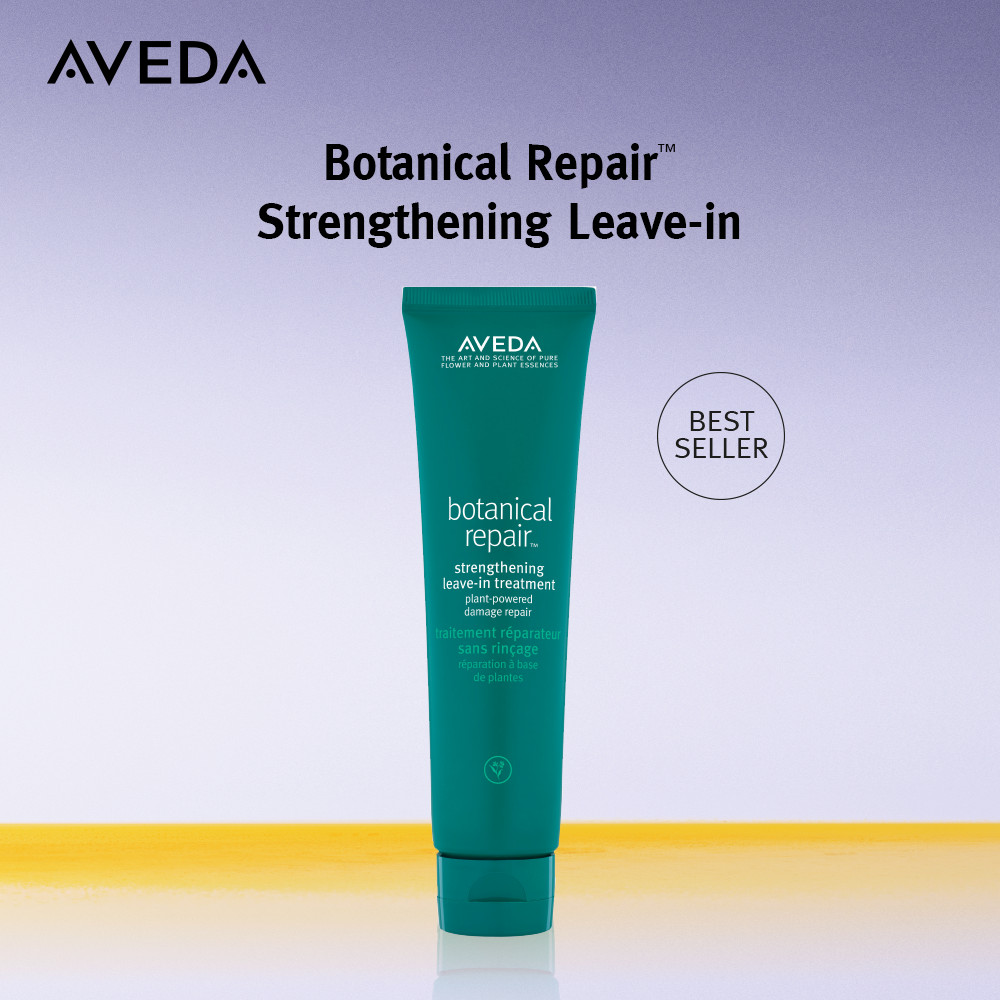 AVEDA
Botanical Repair™
Strengthening Leave-in
AVEDA
THE ART AND SCIENCE OF PURE
FLOWER AND PLANT ESSENCES
BEST
SELLER
botanical
repair™
strengthening
leave-in treatment
plant-powered
damage repair
traitement réparateur
sans rinçage
réparation à base
de plantes